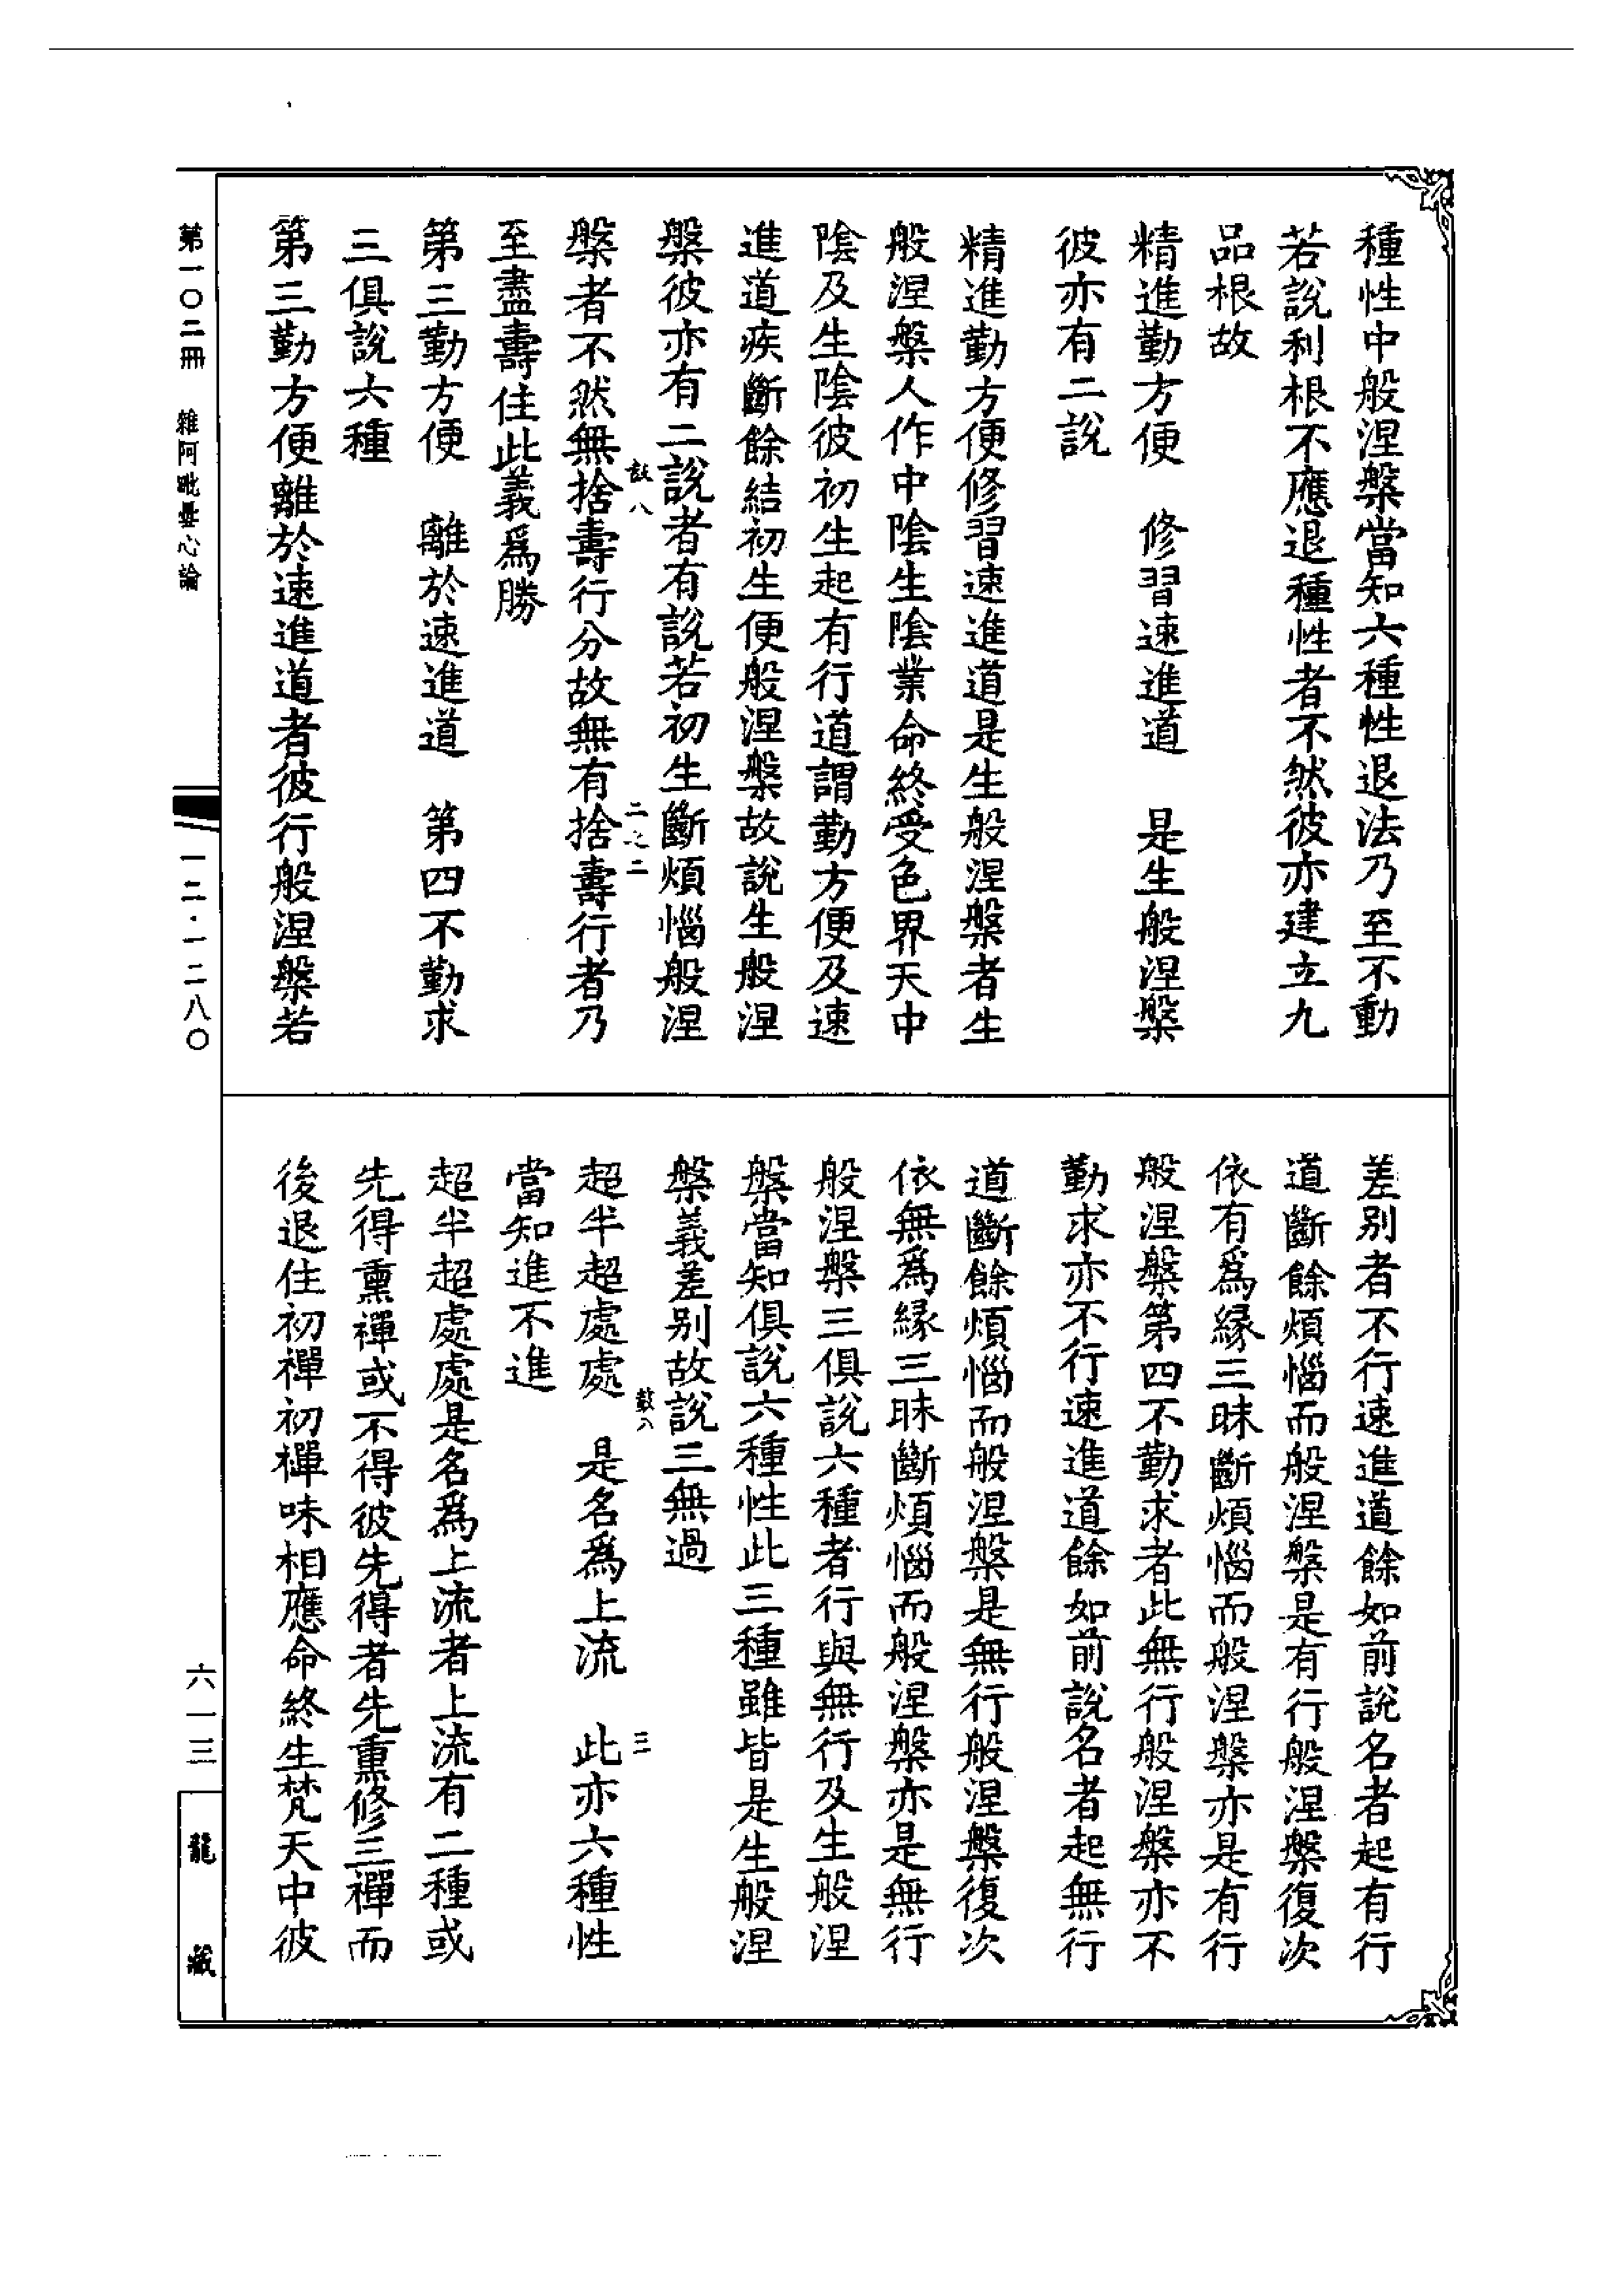 種性中般涅槃當知六種性退法乃至不動
若說利根不應退種性者不然彼亦建立九
品根故
精進勤方便　修習速進道　是生般涅槃
彼亦有二說
精進勤方便修習速進道是生般涅槃者生
般涅槃人作中陰生陰業命終受色界天中
陰及生陰彼初生起有行道謂勤方便及速
進道疾斷餘結初生便般涅槃故說生般涅
槃彼亦有二說者有說若初生斷煩惱般涅
八
二之二
槃者不然無捨壽行分故無有捨壽行者乃
至盡壽住此義爲勝
第三勤方便　離於速進道　第四不勤求
三俱說六種
第三勤方便離於速進道者彼行般涅槃若
差别者不行速進道餘如前說名者起有行
道斷餘煩惱而般涅槃是有行般涅槃復次
依有爲緣三昧斷煩惱而般涅槃亦是有行
般涅槃第四不勤求者此無行般涅槃亦不
勤求亦不行速進道餘如前說名者起無行
道斷餘煩惱而般涅槃是無行般涅槃復次
依無爲緣三昧斷煩惱而般涅槃亦是無行
般涅槃三俱說六種者行與無行及生般涅
槃當知俱說六種性此三種雖皆是生般涅
槃義差别故說三無過
八
三
超半超處處　是名爲上流　此亦六種性
當知進不進
超半超處處是名爲上流者上流有二種或
先得熏禪或不得彼先得者先熏修三禪而
後退住初禪初禪味相應命終生梵天中彼
第一〇二冊　雜阿毗曇心論
一二·一二八〇
六一三
龍藏